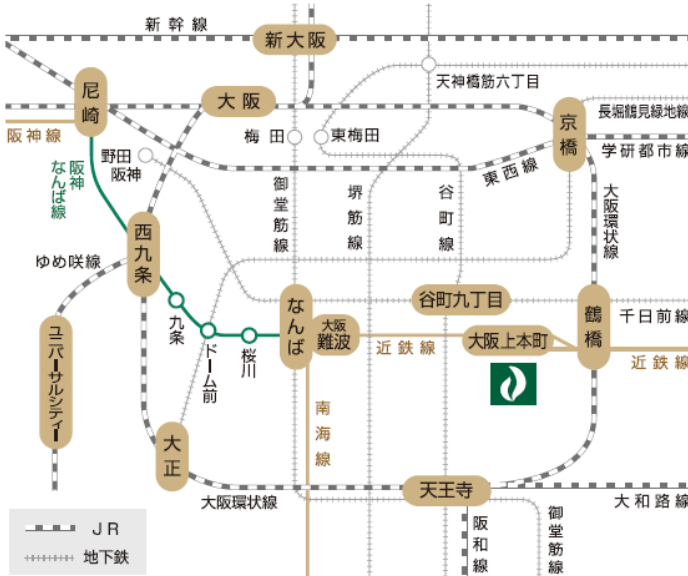 新幹線
新大阪
尼崎
大阪
天神橋筋六丁目
京橋
長堀鶴見緑地線
阪神線
梅田
東梅田
学研都市線
野田
阪神
阪神
なんば線
東西線
御堂筋線
堺筋線
谷町線
大阪環状線
西九条
ゆめ咲線
なんば
谷町九丁目
鶴橋
千日前線
九条
ドーム前
桜川
大阪
難波
近鉄線
大阪上本町
近鉄線
ユニバーサルシティー
南海線
大正
大阪環状線
天王寺
大和路線
阪和線
御堂筋線
JR
地下鉄